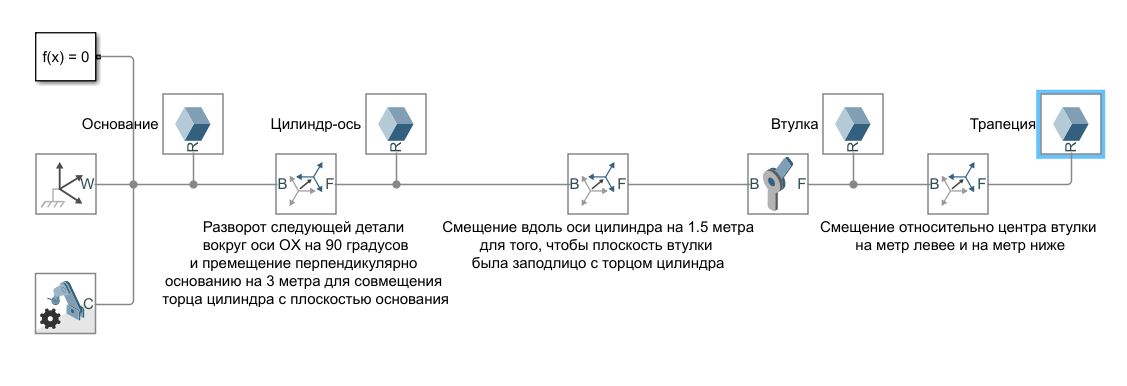 f(x) = 0
Основание
Цилиндр-ось
Втулка
Трапеция
R
R
R
R
W
B
F
B
F
B
F
B
F
Разворот следующей детали
вокруг оси OX на 90 градусов
и премещение перпендикулярно
основанию на 3 метра для совмещения
торца цилиндра с плоскостью основания
Смещение вдоль оси цилиндра на 1.5 метра
для того, чтобы плоскость втулки
была заподлицо с торцом цилиндра
Смещение относительно центра втулки
на метр левее и на метр ниже
C